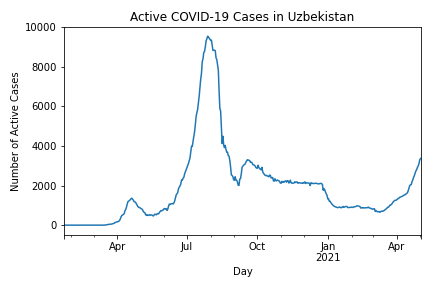 Active COVID-19 Cases in Uzbekistan
10000
8000
6000
4000
2000
0
Number of Active Cases
Apr
Jul
Oct
Jan
2021
Apr
Day